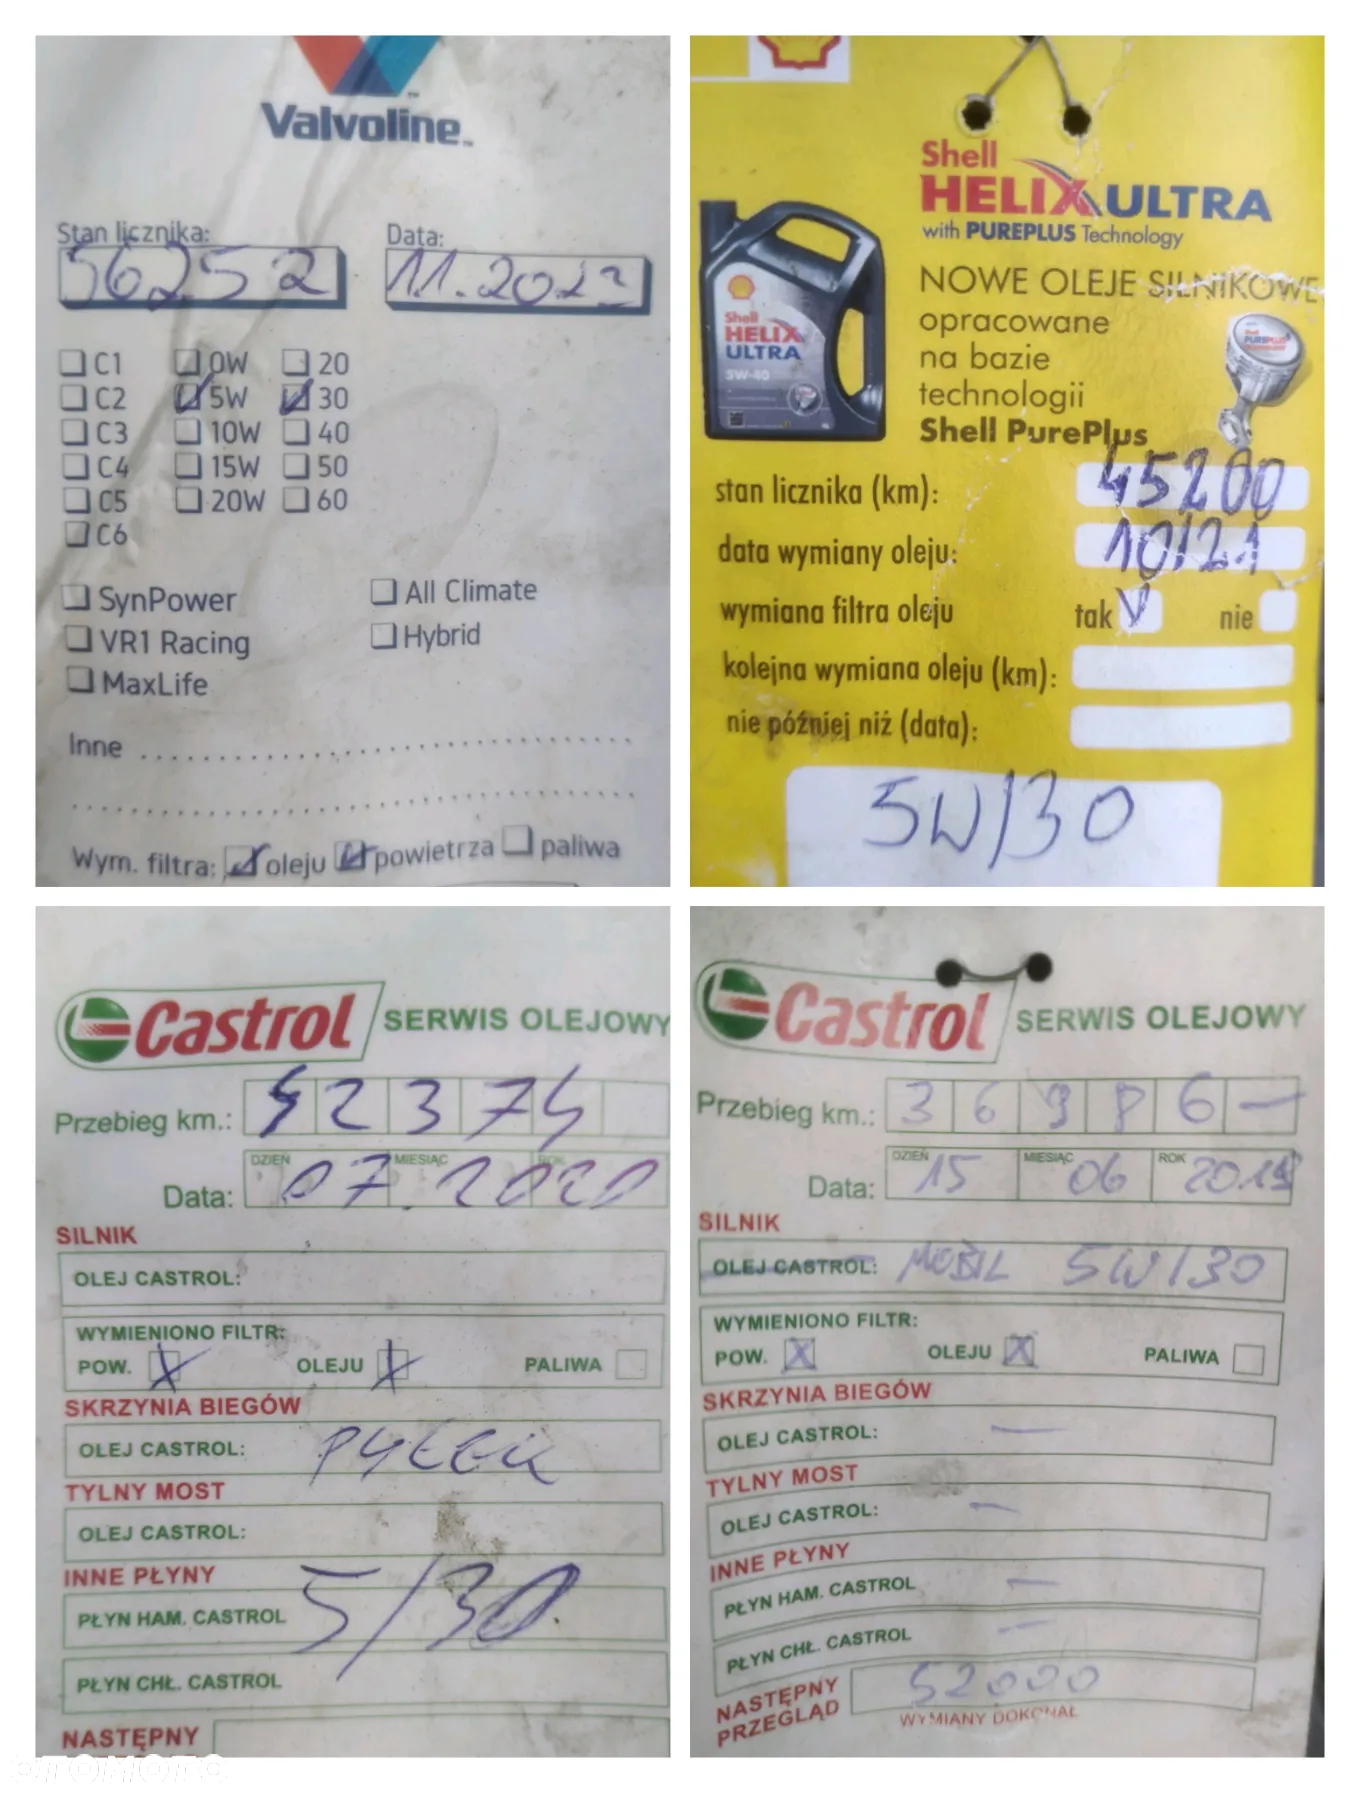 Valvoline™
Stan licznika: Data:
56252 11.2023
C1 0W 20
C2 5W 30
C3 10W 40
C4 15W 50
C5 20W 60
C6
SynPower All Climate
VR1 Racing Hybrid
MaxLife
Inne
Wym. filtra: oleju powietrza paliwa
Shell
HELIX ULTRA
with PUREPLUS Technology
NOWE OLEJE SILNIKOWE
opracowane
na bazie
technologii
Shell PurePlus
Shell
HELIX
ULTRA
5W-40
stan licznika (km): 45200
data wymiany oleju: 10/21
wymiana filtra oleju tak V nie
kolejna wymiana oleju (km):
nie później niż (data):
5W/30
Castrol SERWIS OLEJOWY
Przebieg km.: 42374
DZIEŃ MIESIĄC ROK
Data: 07.2020
SILNIK
OLEJ CASTROL:
WYMIENIONO FILTR:
POW. X OLEJU X PALIWA
SKRZYNIA BIEGÓW
OLEJ CASTROL: PYŁEK
TYLNY MOST
OLEJ CASTROL:
INNE PŁYNY
PŁYN HAM. CASTROL 5/30
PŁYN CHŁ. CASTROL
NASTĘPNY
Castrol SERWIS OLEJOWY
Przebieg km.: 36986 —
DZIEŃ MIESIĄC ROK
Data: 15 06 2019
SILNIK
OLEJ CASTROL: MOBIL 5W/30
WYMIENIONO FILTR:
POW. X OLEJU X PALIWA
SKRZYNIA BIEGÓW
OLEJ CASTROL: —
TYLNY MOST
OLEJ CASTROL: —
INNE PŁYNY
PŁYN HAM. CASTROL —
PŁYN CHŁ. CASTROL —
NASTĘPNY
PRZEGLĄD 52000
WYMIANY DOKONAŁ
OTOMOTO